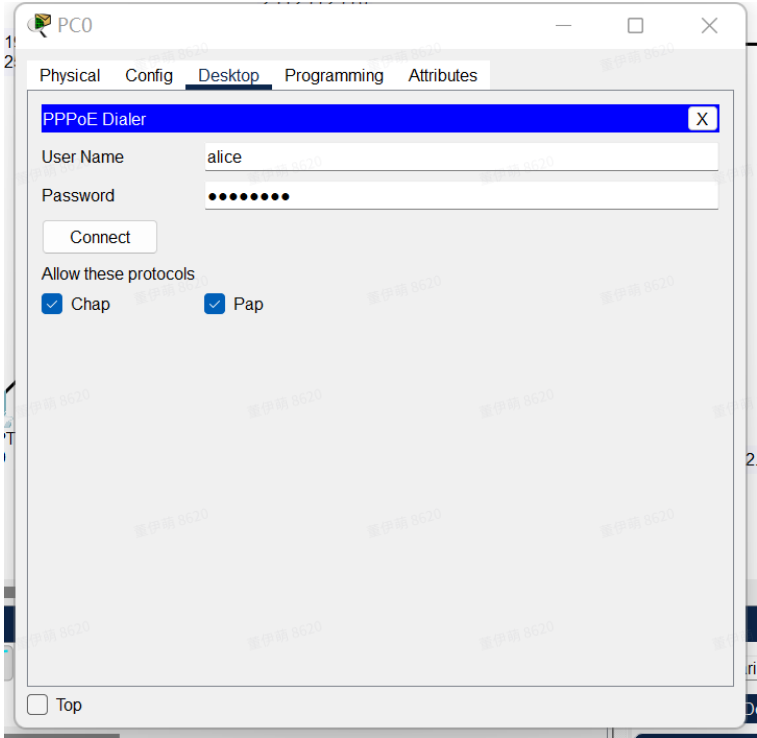 PC0
Physical Config Desktop Programming Attributes
PPPoE Dialer X
User Name alice
Password ●●●●●●●●
Connect
Allow these protocols
Chap Pap
Top